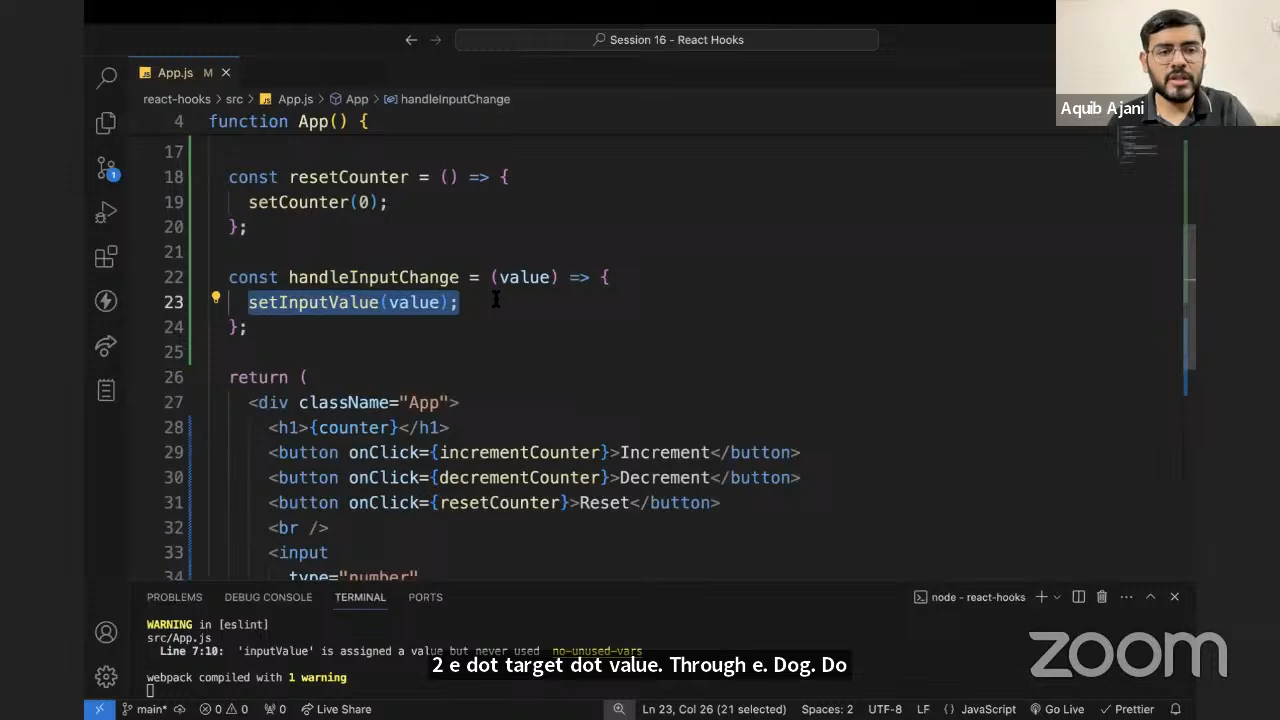 Session 16 - React Hooks
Aquib Ajani
App.js M
react-hooks > src > App.js > App > handleInputChange
4 function App() {
17
18 const resetCounter = () => {
19 setCounter(0);
20 };
21
22 const handleInputChange = (value) => {
23 setInputValue(value);
24 };
25
26 return (
27 <div className="App">
28 <h1>{counter}</h1>
29 <button onClick={incrementCounter}>Increment</button>
30 <button onClick={decrementCounter}>Decrement</button>
31 <button onClick={resetCounter}>Reset</button>
32 <br />
33 <input
34 type="number"
1
PROBLEMS DEBUG CONSOLE TERMINAL PORTS node - react-hooks
WARNING in [eslint]
src/App.js
Line 7:10: 'inputValue' is assigned a value but never used no-unused-vars
2 e dot target dot value. Through e. Dog. Do
webpack compiled with 1 warning
zoom
main* 0 0 0 Live Share Ln 23, Col 26 (21 selected) Spaces: 2 UTF-8 LF {} JavaScript Go Live Prettier